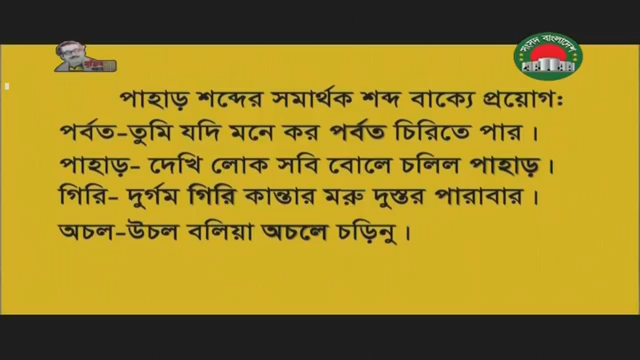 সংসদ বাংলাদেশ
পাহাড় শব্দের সমার্থক শব্দ বাক্যে প্রয়োগ:
পর্বত-তুমি যদি মনে কর পর্বত চিরিতে পার।
পাহাড়- দেখি লোক সবি বোলে চলিল পাহাড়।
গিরি- দুর্গম গিরি কান্তার মরু দুস্তর পারাবার।
অচল-উচল বলিয়া অচলে চড়িনু।